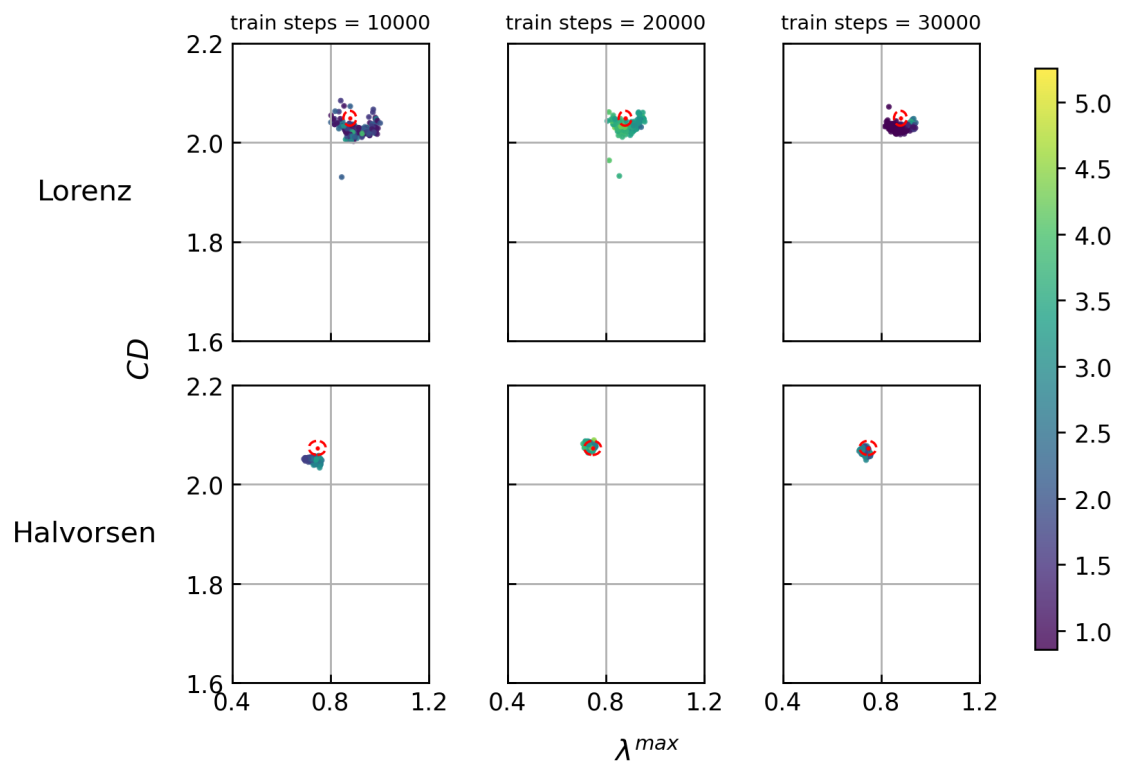 train steps = 10000 train steps = 20000 train steps = 30000
2.2
2.0
1.8
1.6
Lorenz
CD
2.2
2.0
1.8
1.6
Halvorsen
0.4 0.8 1.2 0.4 0.8 1.2 0.4 0.8 1.2
λ^max
5.0
4.5
4.0
3.5
3.0
2.5
2.0
1.5
1.0